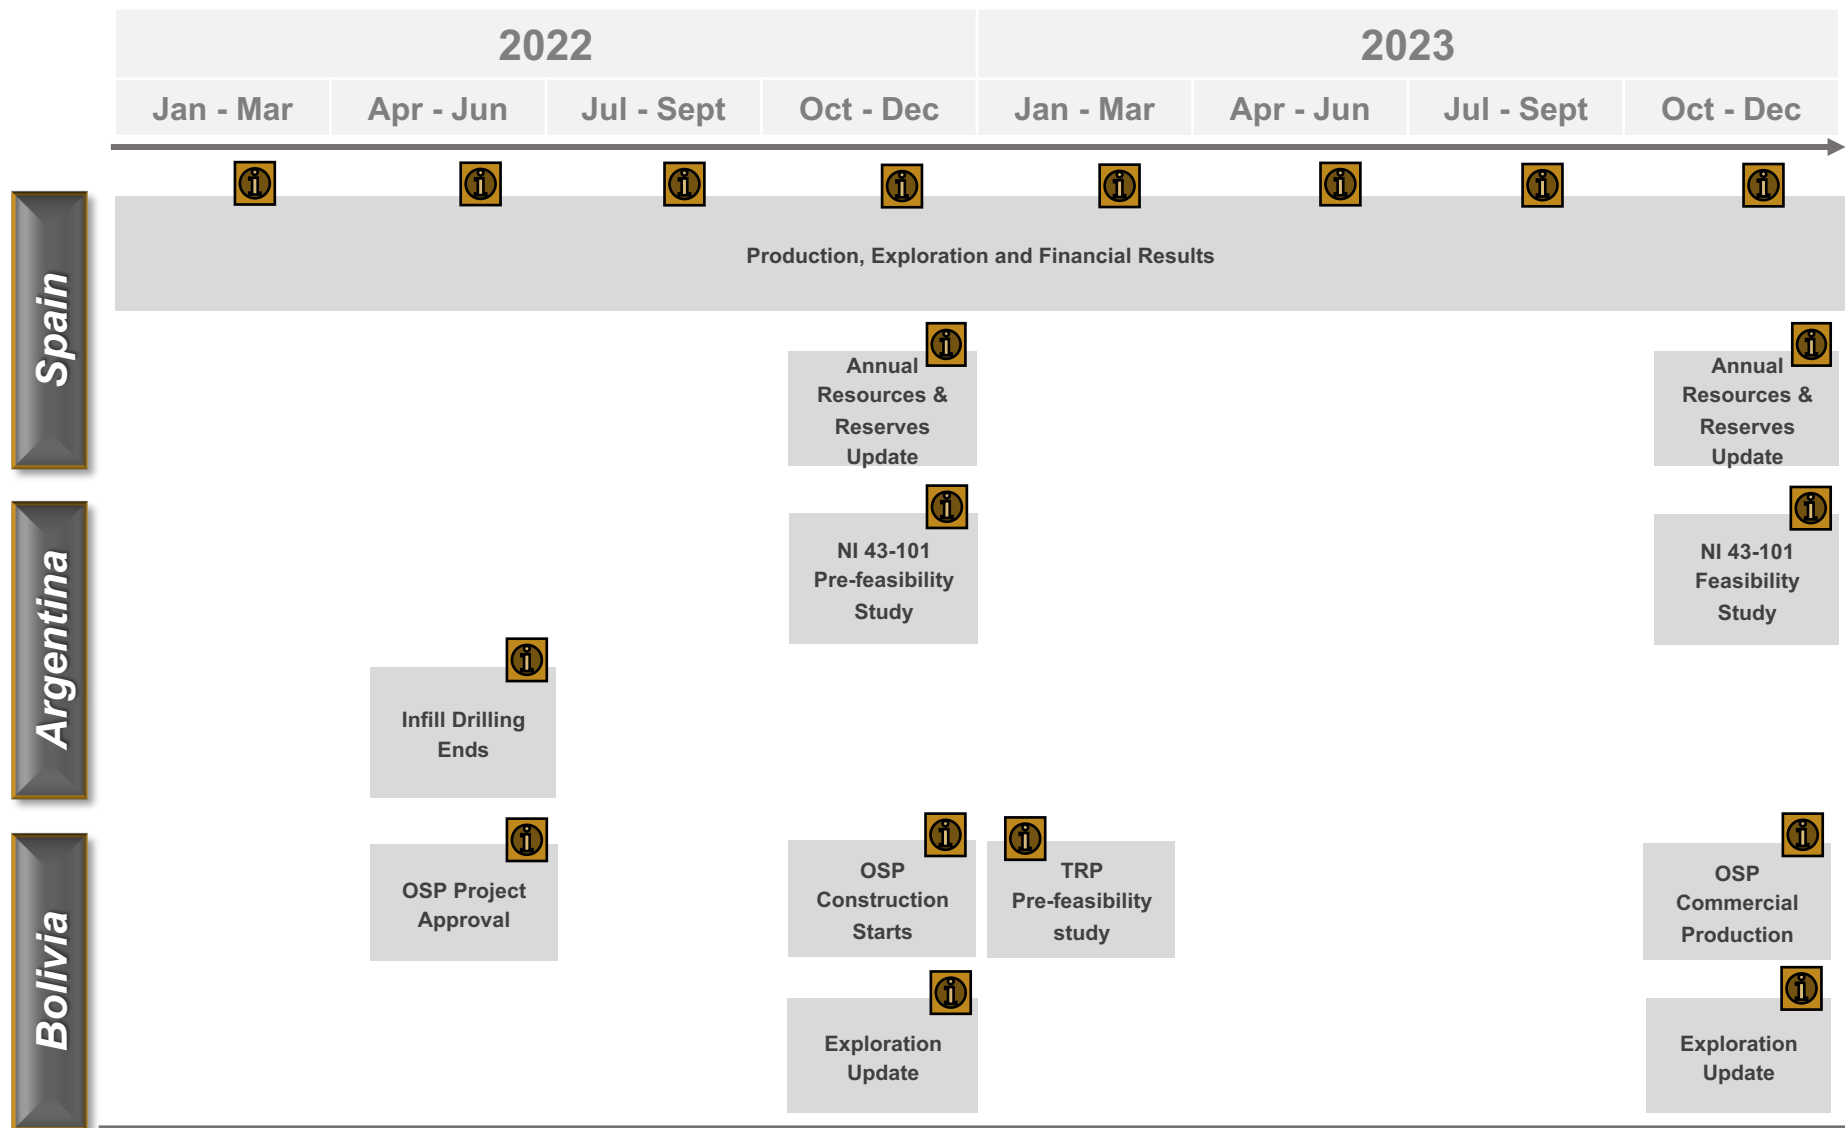 2022
2023
Jan - Mar
Apr - Jun
Jul - Sept
Oct - Dec
Jan - Mar
Apr - Jun
Jul - Sept
Oct - Dec
Spain
Production, Exploration and Financial Results
Annual
Resources &
Reserves
Update
Annual
Resources &
Reserves
Update
Argentina
NI 43-101
Pre-feasibility
Study
NI 43-101
Feasibility
Study
Infill Drilling
Ends
Bolivia
OSP Project
Approval
OSP
Construction
Starts
TRP
Pre-feasibility
study
OSP
Commercial
Production
Exploration
Update
Exploration
Update